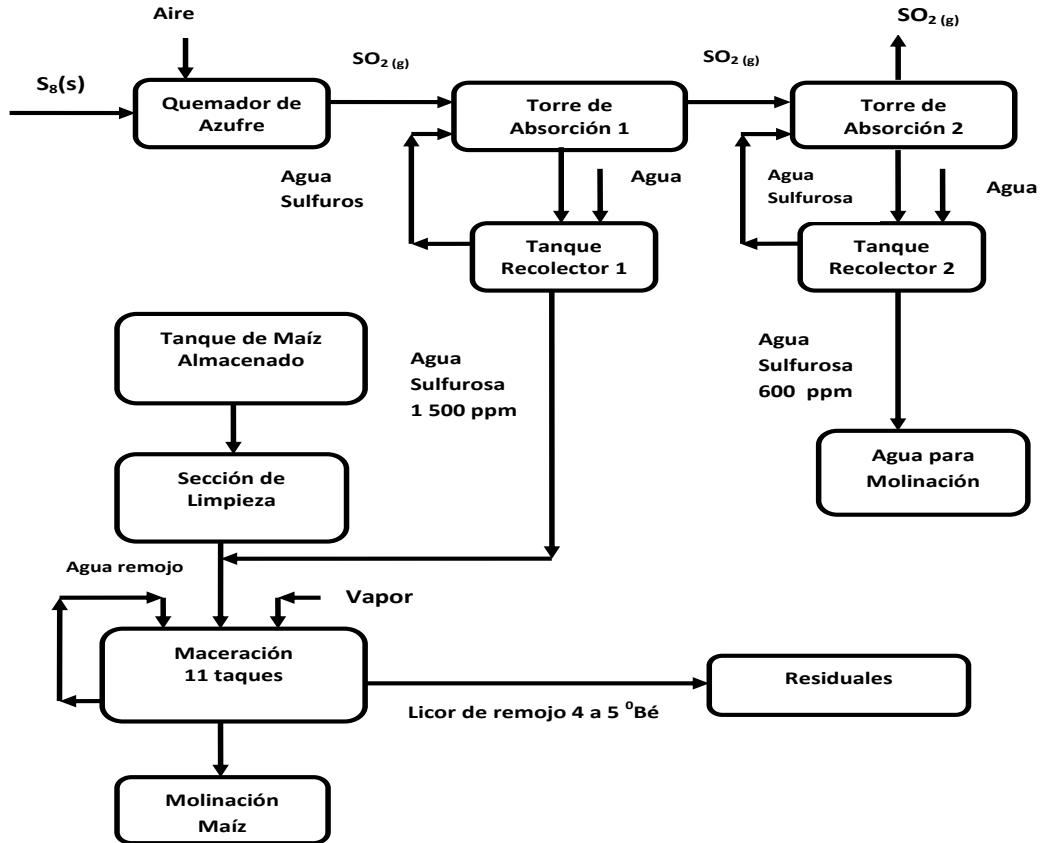 Aire
SO2 (g)
S8(s)
SO2 (g)
SO2 (g)
Quemador de
Azufre
Torre de
Absorción 1
Torre de
Absorción 2
Agua
Sulfuros
Agua
Agua
Sulfurosa
Agua
Tanque
Recolector 1
Tanque
Recolector 2
Tanque de Maíz
Almacenado
Agua
Sulfurosa
1 500 ppm
Agua
Sulfurosa
600 ppm
Sección de
Limpieza
Agua para
Molinación
Agua remojo
Vapor
Maceración
11 taques
Residuales
Licor de remojo 4 a 5 ⁰Bé
Molinación
Maíz